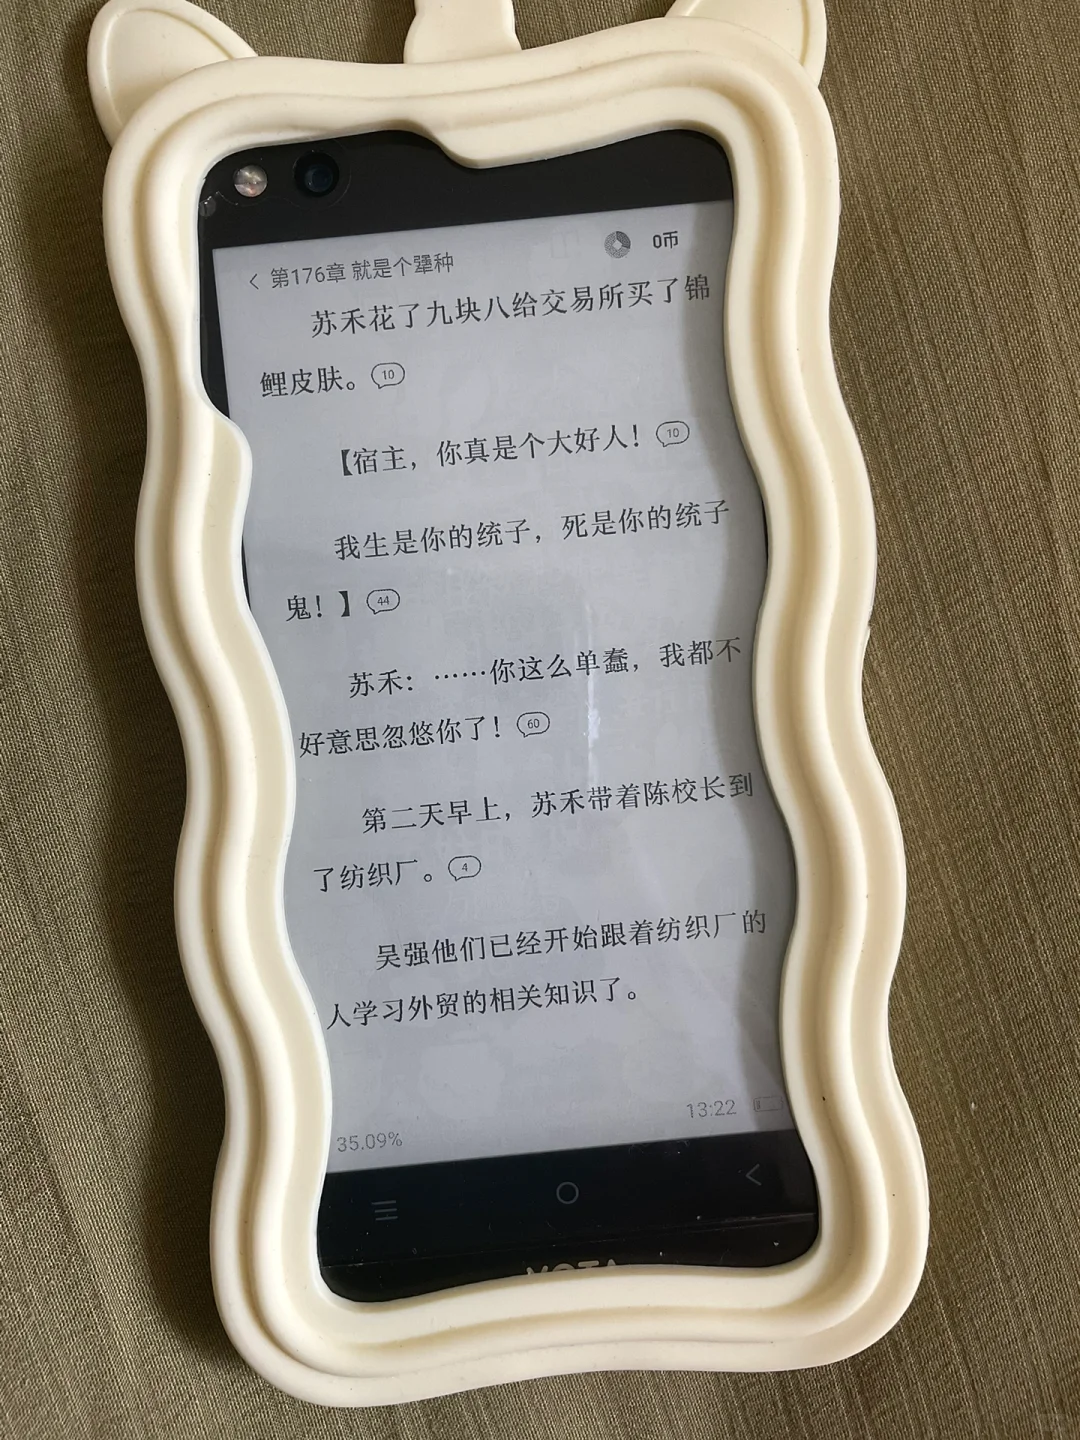 第176章 就是个犟种
0币
苏禾花了九块八给交易所买了锦
鲤皮肤。 10
【宿主，你真是个大好人！ 10
我生是你的统子，死是你的统子
鬼！】 44
苏禾：……你这么单蠢，我都不
好意思忽悠你了！ 60
第二天早上，苏禾带着陈校长到
了纺织厂。 4
吴强他们已经开始跟着纺织厂的
人学习外贸的相关知识了。
35.09%
13:22